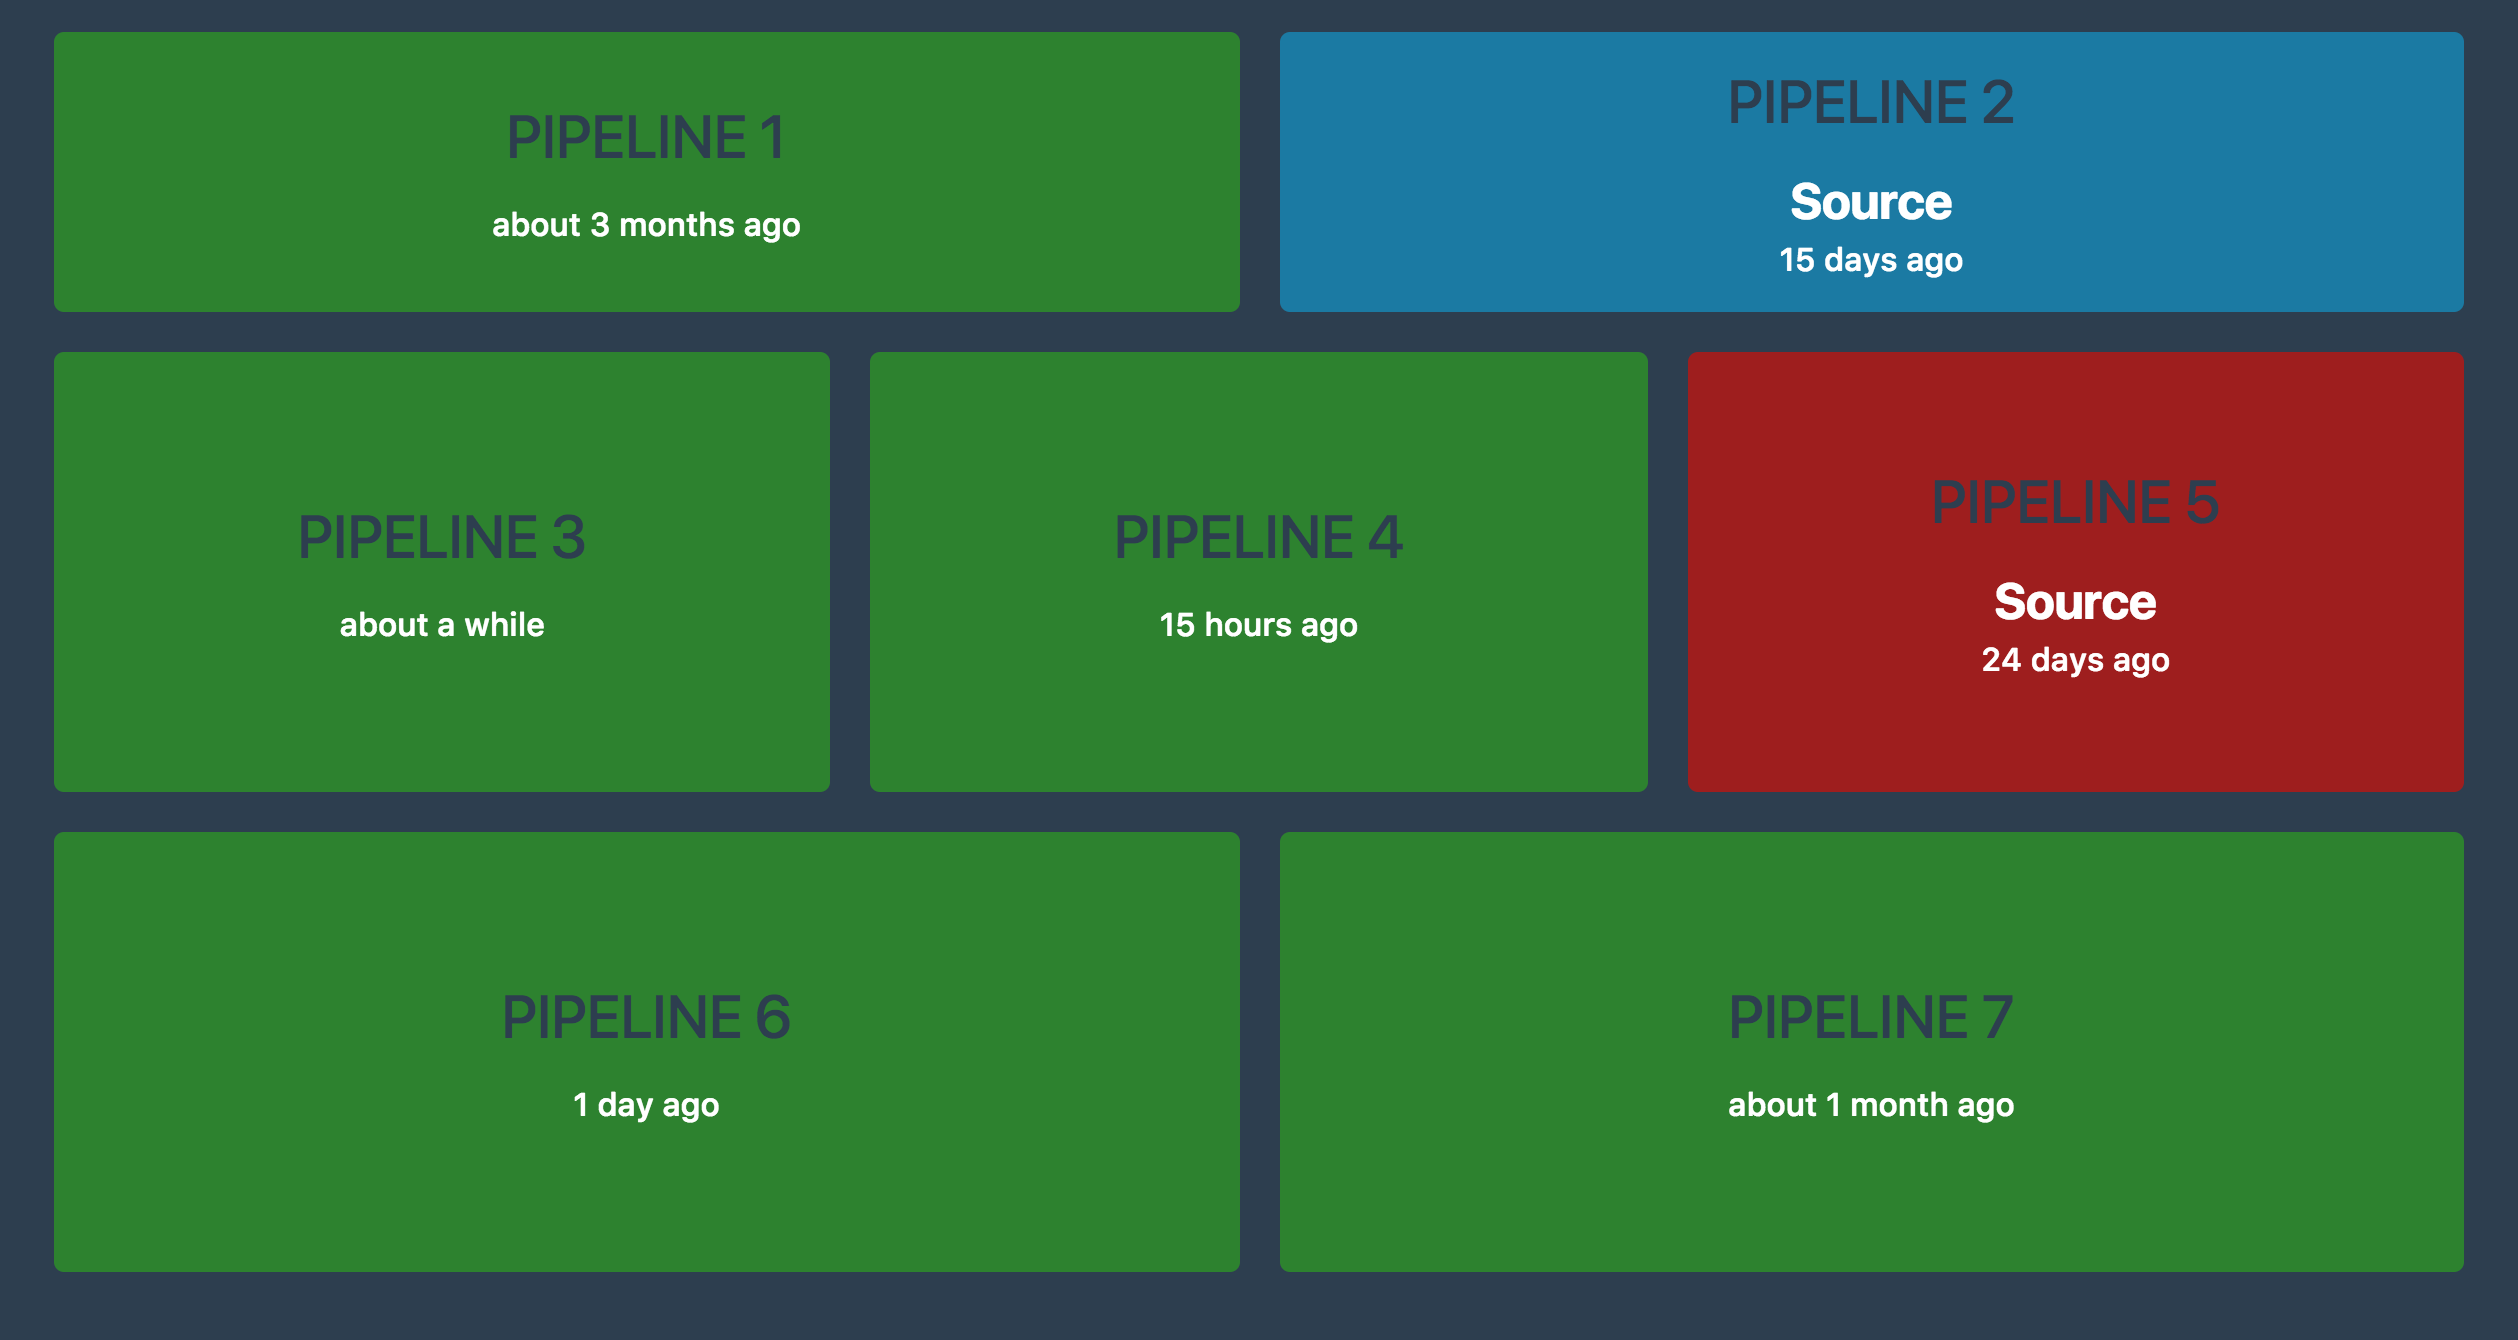 PIPELINE 1
about 3 months ago
PIPELINE 2
Source
15 days ago
PIPELINE 3
about a while
PIPELINE 4
15 hours ago
PIPELINE 5
Source
24 days ago
PIPELINE 6
1 day ago
PIPELINE 7
about 1 month ago